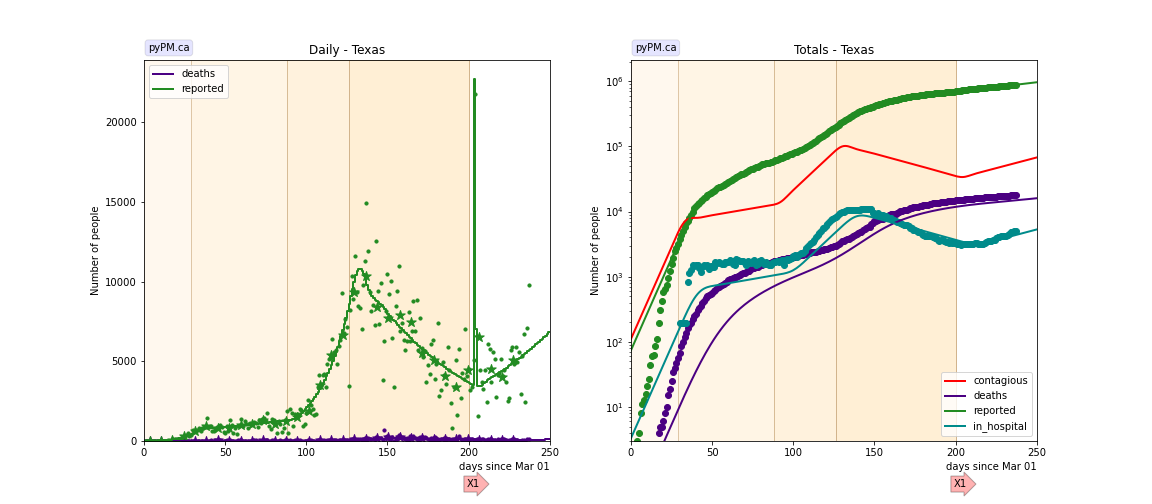 pyPM.ca
Daily - Texas
deaths
reported
Number of people
20000
15000
10000
5000
0
0 50 100 150 200 250
days since Mar 01
X1
pyPM.ca
Totals - Texas
Number of people
10⁶
10⁵
10⁴
10³
10²
10¹
contagious
deaths
reported
in_hospital
0 50 100 150 200 250
days since Mar 01
X1